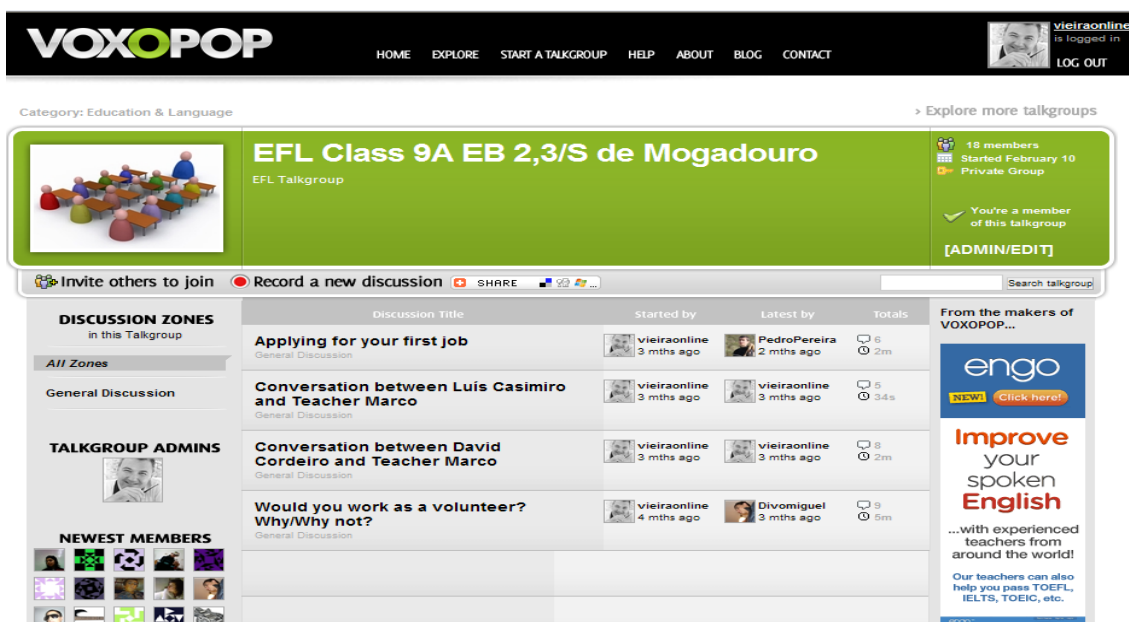 VOXOPOP
HOME EXPLORE START A TALKGROUP HELP ABOUT BLOG CONTACT
vieiraonline
is logged in
LOG OUT
Category: Education & Language
› Explore more talkgroups
EFL Class 9A EB 2,3/S de Mogadouro
EFL Talkgroup
18 members
Started February 10
Private Group
You're a member
of this talkgroup
[ADMIN/EDIT]
Invite others to join Record a new discussion SHARE ... Search talkgroup
DISCUSSION ZONES
in this Talkgroup
All Zones
General Discussion
TALKGROUP ADMINS
NEWEST MEMBERS
Discussion Title Started by Latest by Totals
Applying for your first job
General Discussion
vieiraonline
3 mths ago
PedroPereira
2 mths ago
6
2m
Conversation between Luís Casimiro
and Teacher Marco
General Discussion
vieiraonline
3 mths ago
vieiraonline
3 mths ago
5
34s
Conversation between David
Cordeiro and Teacher Marco
General Discussion
vieiraonline
3 mths ago
vieiraonline
3 mths ago
8
2m
Would you work as a volunteer?
Why/Why not?
General Discussion
vieiraonline
4 mths ago
Divomiguel
3 mths ago
9
5m
From the makers of
VOXOPOP...
engo
NEW! Click here!
Improve
your
spoken
English
...with experienced
teachers from
around the world!
Our teachers can also
help you pass TOEFL,
IELTS, TOEIC, etc.